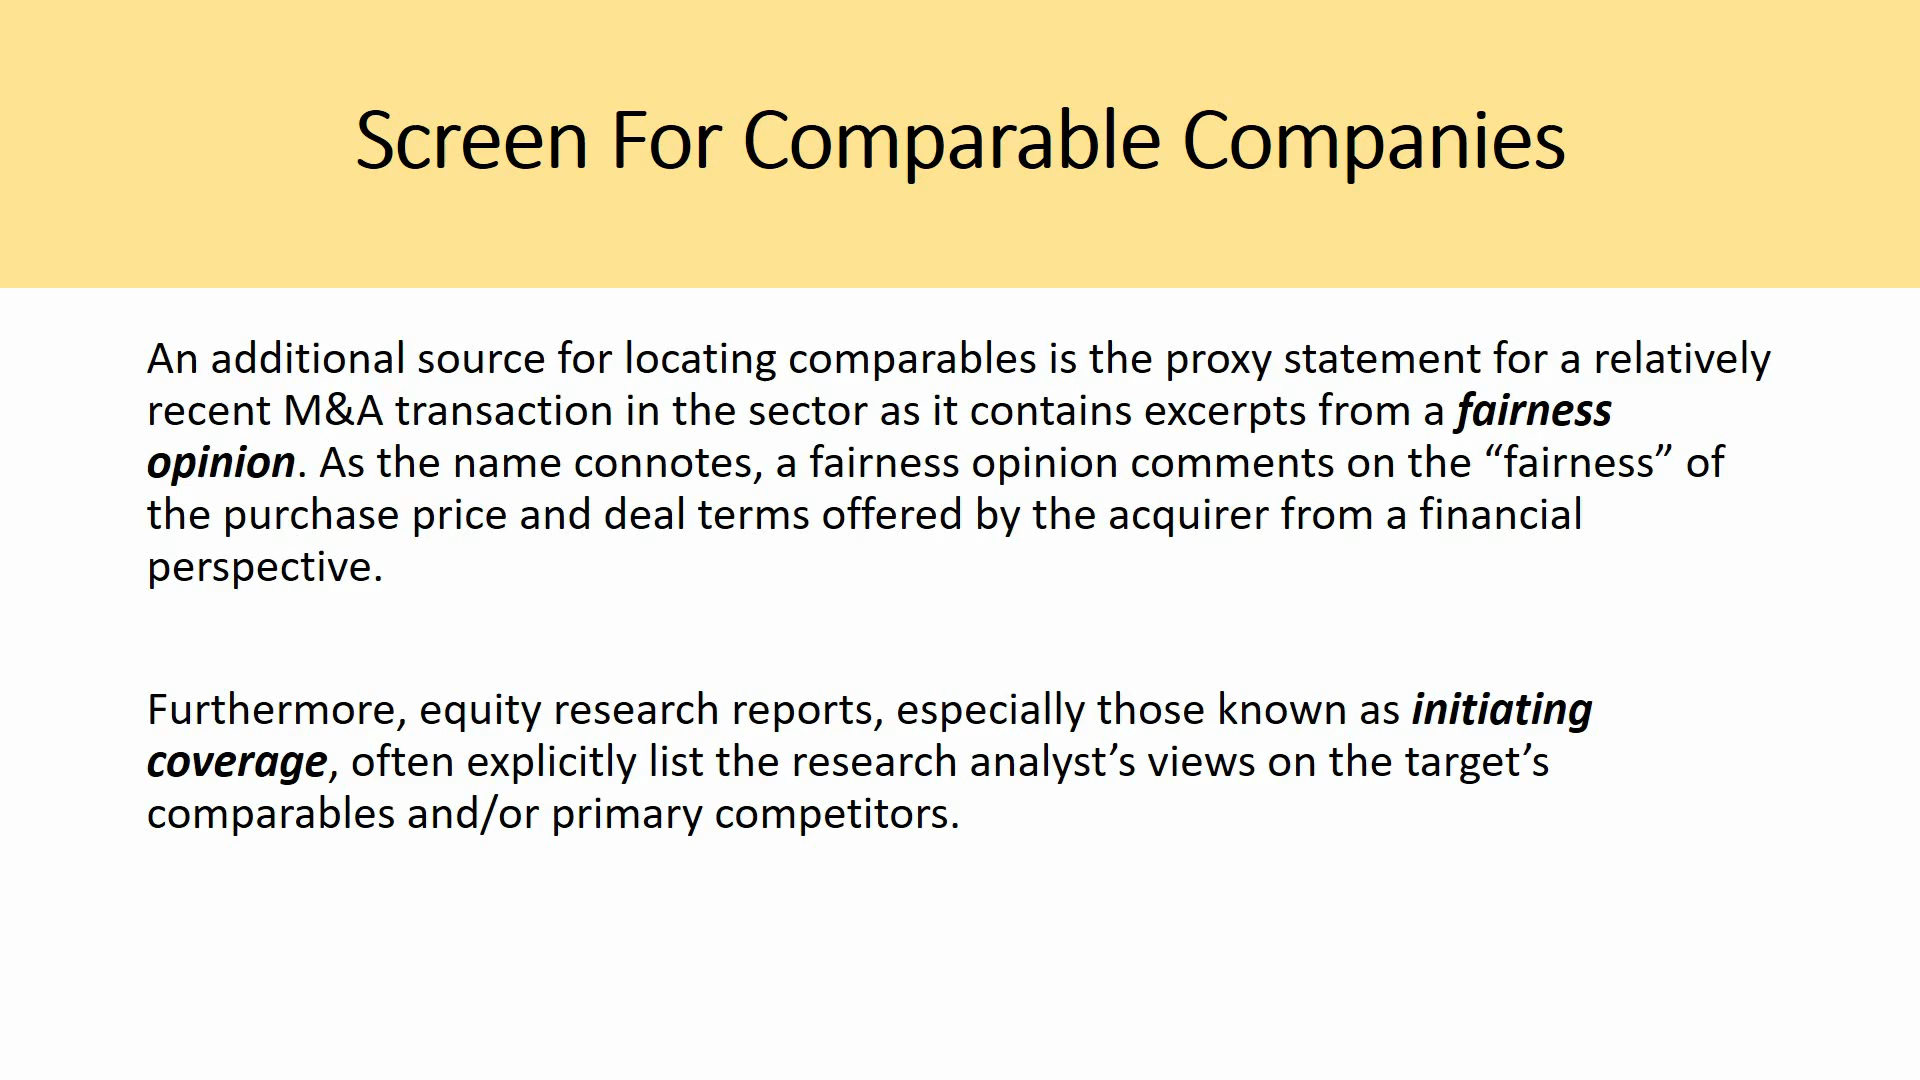 Screen For Comparable Companies
An additional source for locating comparables is the proxy statement for a relatively
recent M&A transaction in the sector as it contains excerpts from a fairness
opinion. As the name connotes, a fairness opinion comments on the “fairness” of
the purchase price and deal terms offered by the acquirer from a financial
perspective.
Furthermore, equity research reports, especially those known as initiating
coverage, often explicitly list the research analyst’s views on the target’s
comparables and/or primary competitors.